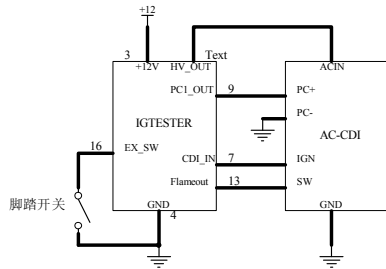 +12
3
Text
+12V
HV_OUT
ACIN
PC1_OUT
9
PC+
PC-
IGTESTER
AC-CDI
16
EX_SW
CDI_IN
7
IGN
Flameout
13
SW
脚踏开关
GND
4
GND